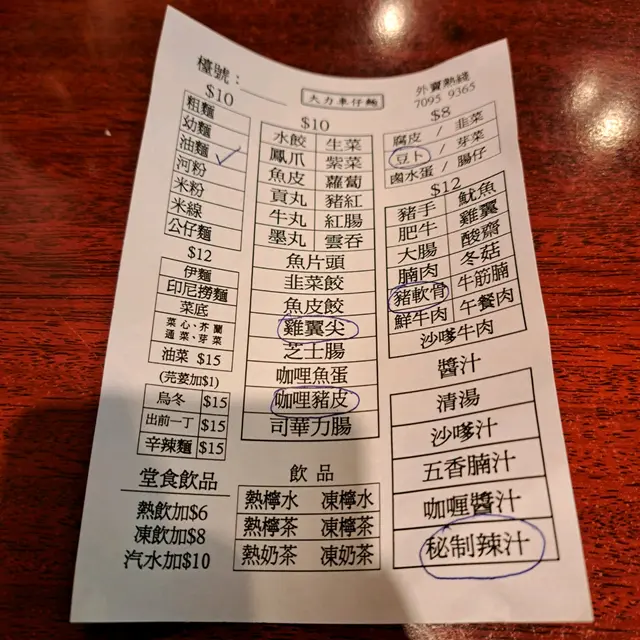 檯號：
大力車仔麵
外賣熱綫
7095 9365
$10
粗麵
幼麵
油麵
河粉
米粉
米線
公仔麵
$12
伊麵
印尼撈麵
菜底
菜心、芥蘭
通菜、芽菜
油菜 $15
(芫荽加$1)
烏冬 $15
出前一丁 $15
辛辣麵 $15
堂食飲品
熱飲加$6
凍飲加$8
汽水加$10
$10
水餃 生菜
鳳爪 紫菜
魚皮 蘿蔔
貢丸 豬紅
牛丸 紅腸
墨丸 雲吞
魚片頭
韭菜餃
魚皮餃
雞翼尖
芝士腸
咖哩魚蛋
咖哩豬皮
司華力腸
飲品
熱檸水 凍檸水
熱檸茶 凍檸茶
熱奶茶 凍奶茶
$8
腐皮 / 韭菜
豆卜 / 芽菜
鹵水蛋 / 腸仔
$12
豬手 魷魚
肥牛 雞翼
大腸 酸齋
腩肉 冬菇
豬軟骨 牛筋腩
鮮牛肉 午餐肉
沙嗲牛肉
醬汁
清湯
沙嗲汁
五香腩汁
咖喱醬汁
秘制辣汁